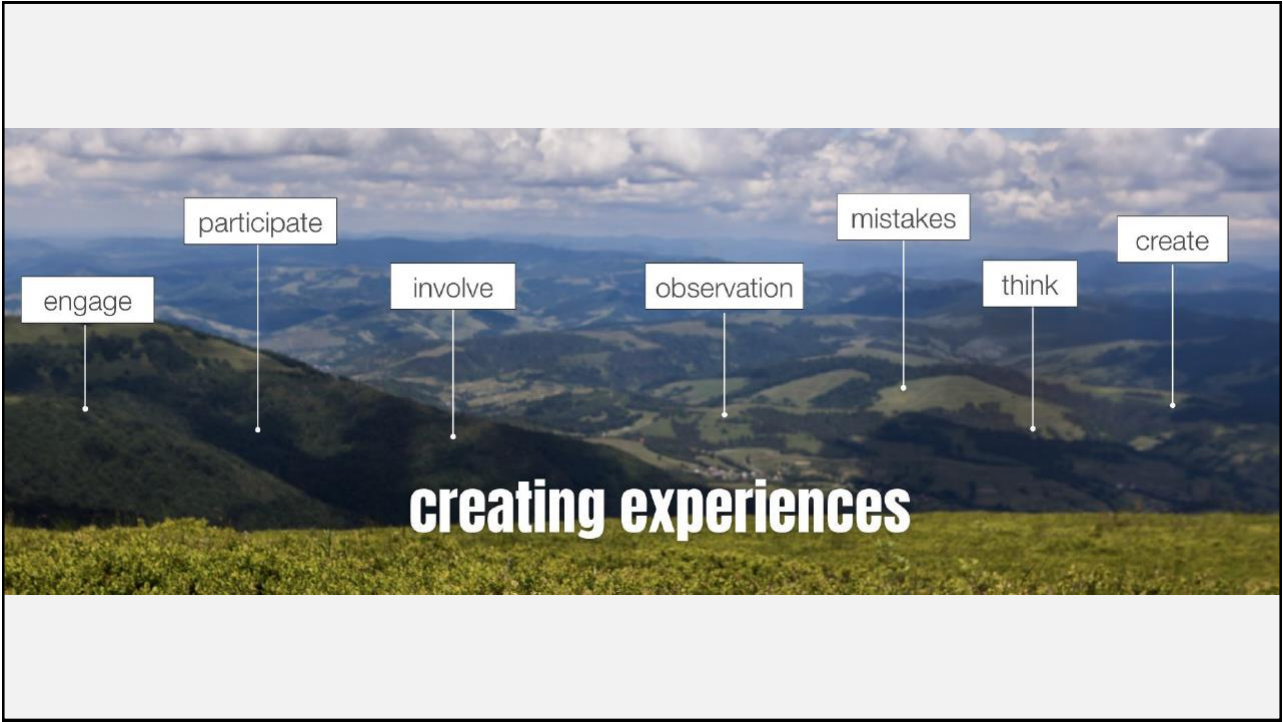 engage
participate
involve
observation
mistakes
think
create
creating experiences